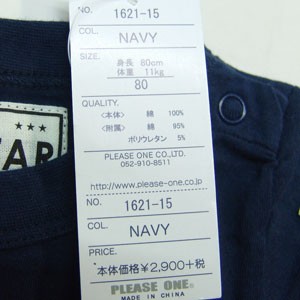 NO.
1621-15
COL.
NAVY
SIZE.
身長 80cm
体重 11kg
80
QUALITY.
<本体> 綿 100%
<附属> 綿 95%
ポリウレタン 5%
PLEASE ONE CO.,LTD.
052-910-8511
http://www.please-one.co.jp
NO.
1621-15
COL.
NAVY
PRICE.
本体価格¥2,900+税
PLEASE ONE.
MADE IN CHINA